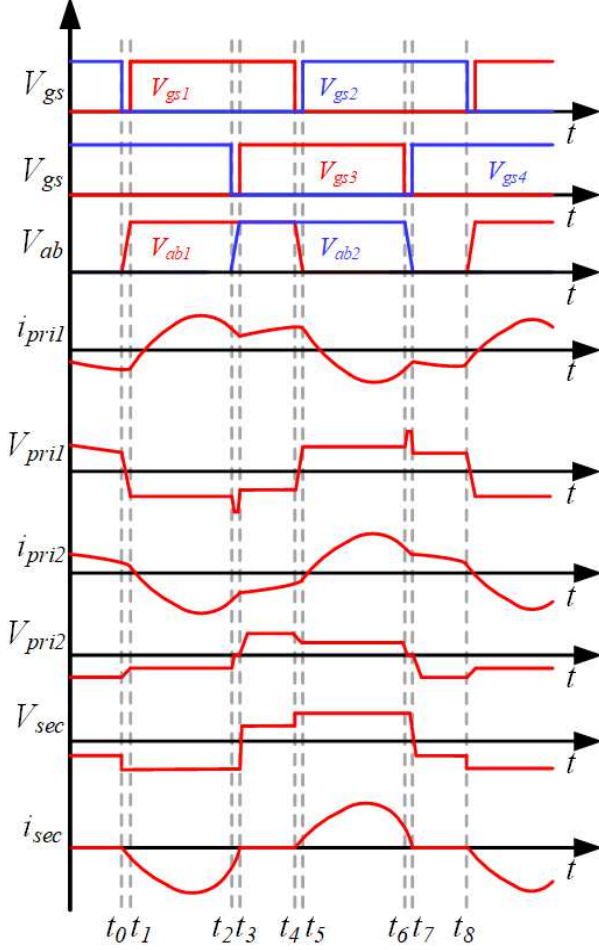 V_gs V_gs1 V_gs2 t
V_gs V_gs3 V_gs4 t
V_ab V_ab1 V_ab2 t
i_pri1 t
V_pri1 t
i_pri2 t
V_pri2 t
V_sec t
i_sec t
t_0 t_1 t_2 t_3 t_4 t_5 t_6 t_7 t_8